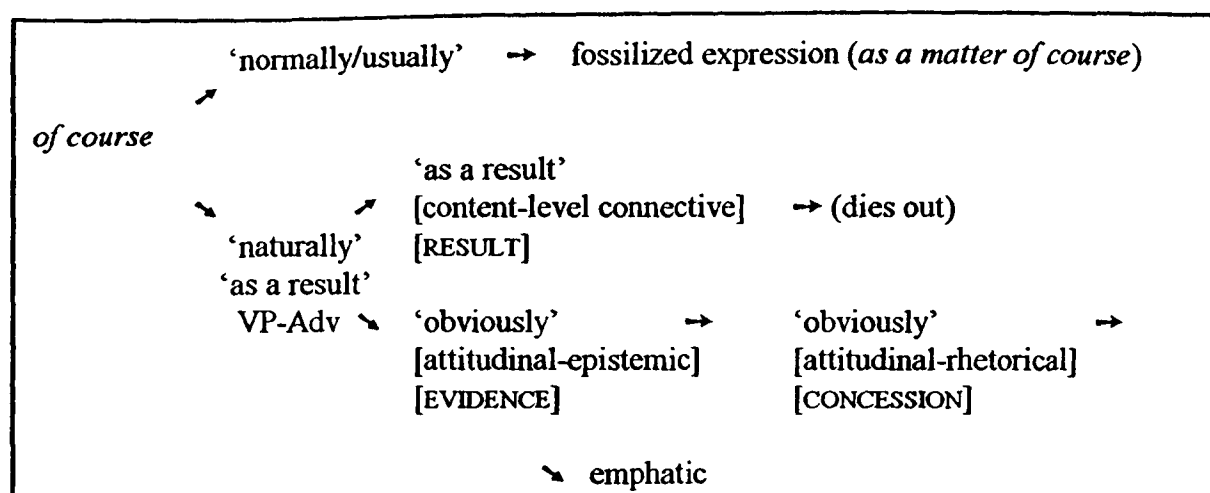 ‘normally/usually’ → fossilized expression (as a matter of course)
↗
of course
‘as a result’
↘ ↗ [content-level connective] → (dies out)
‘naturally’ [RESULT]
‘as a result’
VP-Adv ↘ ‘obviously’ → ‘obviously’ →
[attitudinal-epistemic] [attitudinal-rhetorical]
[EVIDENCE] [CONCESSION]
↘ emphatic